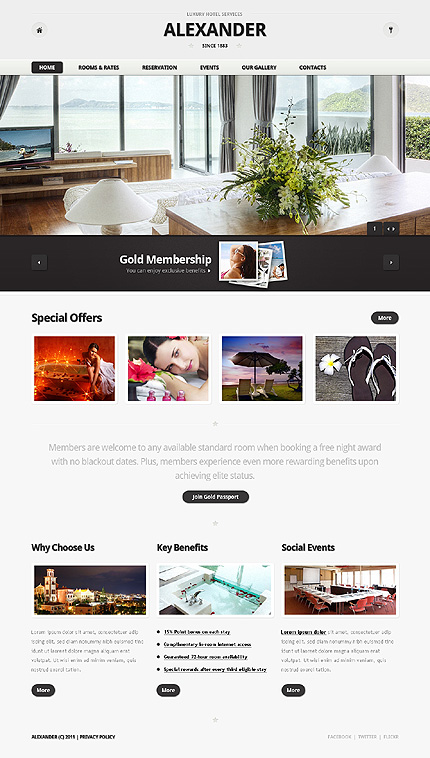 LUXURY HOTEL SERVICES
ALEXANDER
SINCE 1883
HOME ROOMS & RATES RESERVATION EVENTS OUR GALLERY CONTACTS
1
Gold Membership
You can enjoy exclusive benefits
Special Offers
More
Members are welcome to any available standard room when booking a free night award
with no blackout dates. Plus, members experience even more rewarding benefits upon
achieving elite status.
Join Gold Passport
Why Choose Us
Lorem ipsum dolor sit amet, consectetuer adip
iscing elit, sed diam nonummy nibh euismod
tincidunt ut laoreet dolore magna aliquam erat
volutpat. Ut wisi enim ad minim veniam, quis
nostrud exerci tation.
More
Key Benefits
15% Point bonus on each stay
Complimentary in-room Internet access
Guaranteed 72-hour room availability
Special rewards after every third eligible stay
More
Social Events
Lorem ipsum dolor sit amet, consectetuer adip
iscing elit, sed diam nonummy nibh euismod
tincidunt ut laoreet dolore magna aliquam erat
volutpat. Ut wisi enim ad minim veniam, quis
nostrud exerci tation.
More
ALEXANDER (C) 2015 | PRIVACY POLICY
FACEBOOK | TWITTER | FLICKR